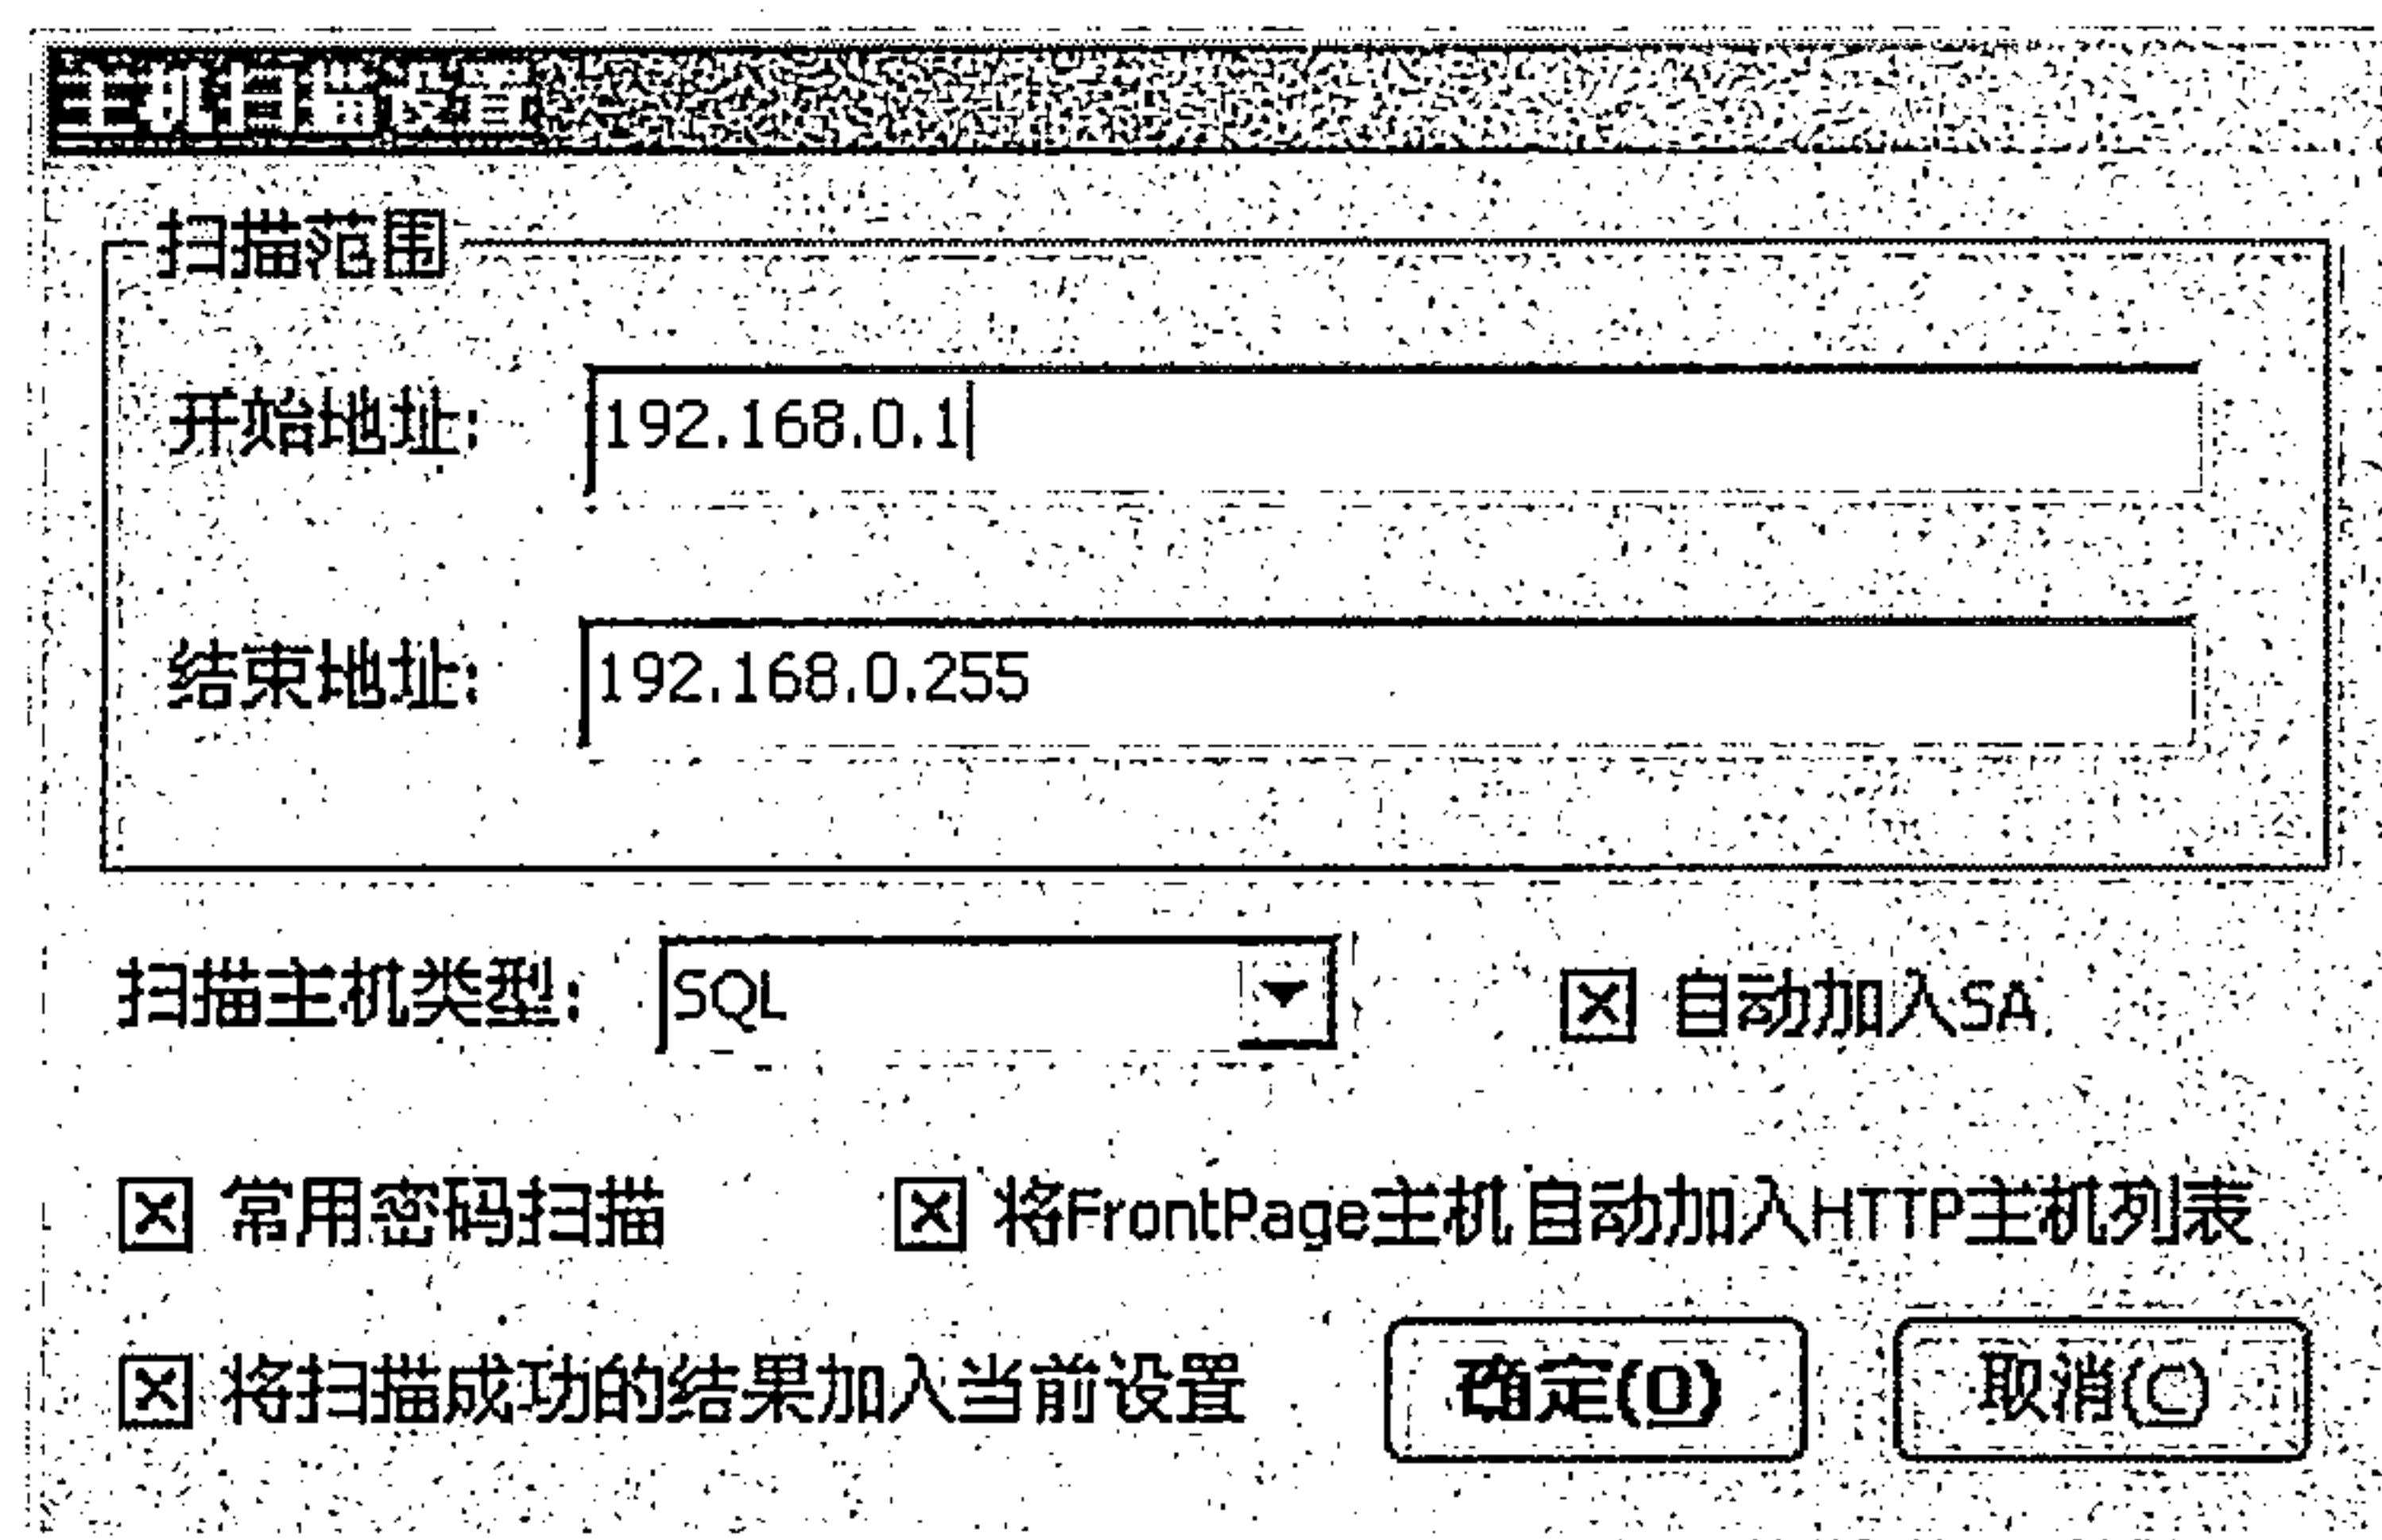 主机扫描设置
扫描范围
开始地址: 192.168.0.1
结束地址: 192.168.0.255
扫描主机类型: SQL 自动加入SA
常用密码扫描 将FrontPage主机自动加入HTTP主机列表
将扫描成功的结果加入当前设置 确定(O) 取消(C)